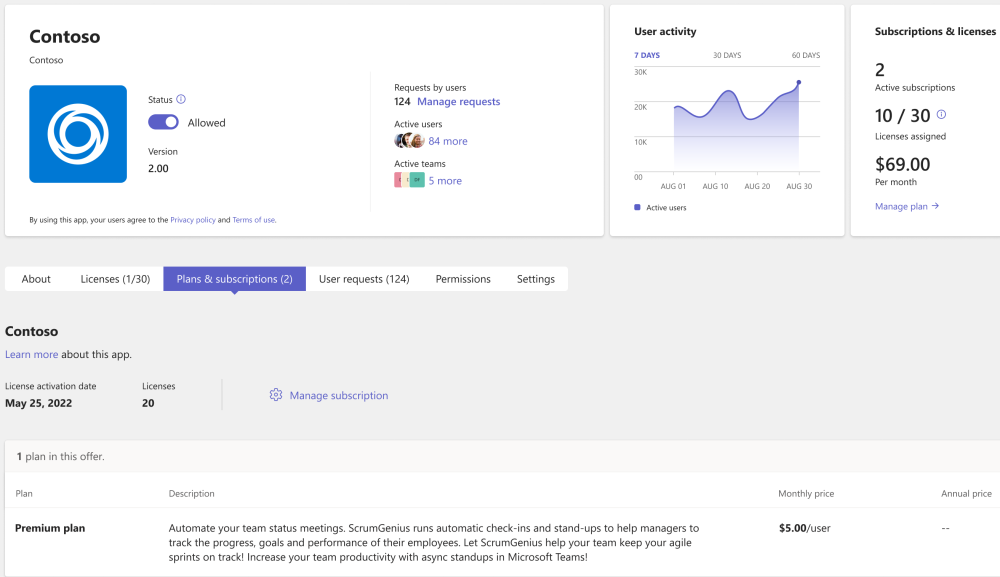 Contoso
Contoso
Status
Allowed
Version
2.00
Requests by users
124 Manage requests
Active users
84 more
Active teams
5 more
By using this app, your users agree to the Privacy policy and Terms of use.
User activity
7 DAYS 30 DAYS 60 DAYS
30K
20K
10K
00
AUG 01 AUG 10 AUG 20 AUG 30
Active users
Subscriptions & licenses
2
Active subscriptions
10 / 30
Licenses assigned
$69.00
Per month
Manage plan →
About Licenses (1/30) Plans & subscriptions (2) User requests (124) Permissions Settings
Contoso
Learn more about this app.
License activation date Licenses
May 25, 2022 20
Manage subscription
1 plan in this offer.
Plan Description Monthly price Annual price
Premium plan Automate your team status meetings. ScrumGenius runs automatic check-ins and stand-ups to help managers to $5.00/user --
track the progress, goals and performance of their employees. Let ScrumGenius help your team keep your agile
sprints on track! Increase your team productivity with async standups in Microsoft Teams!